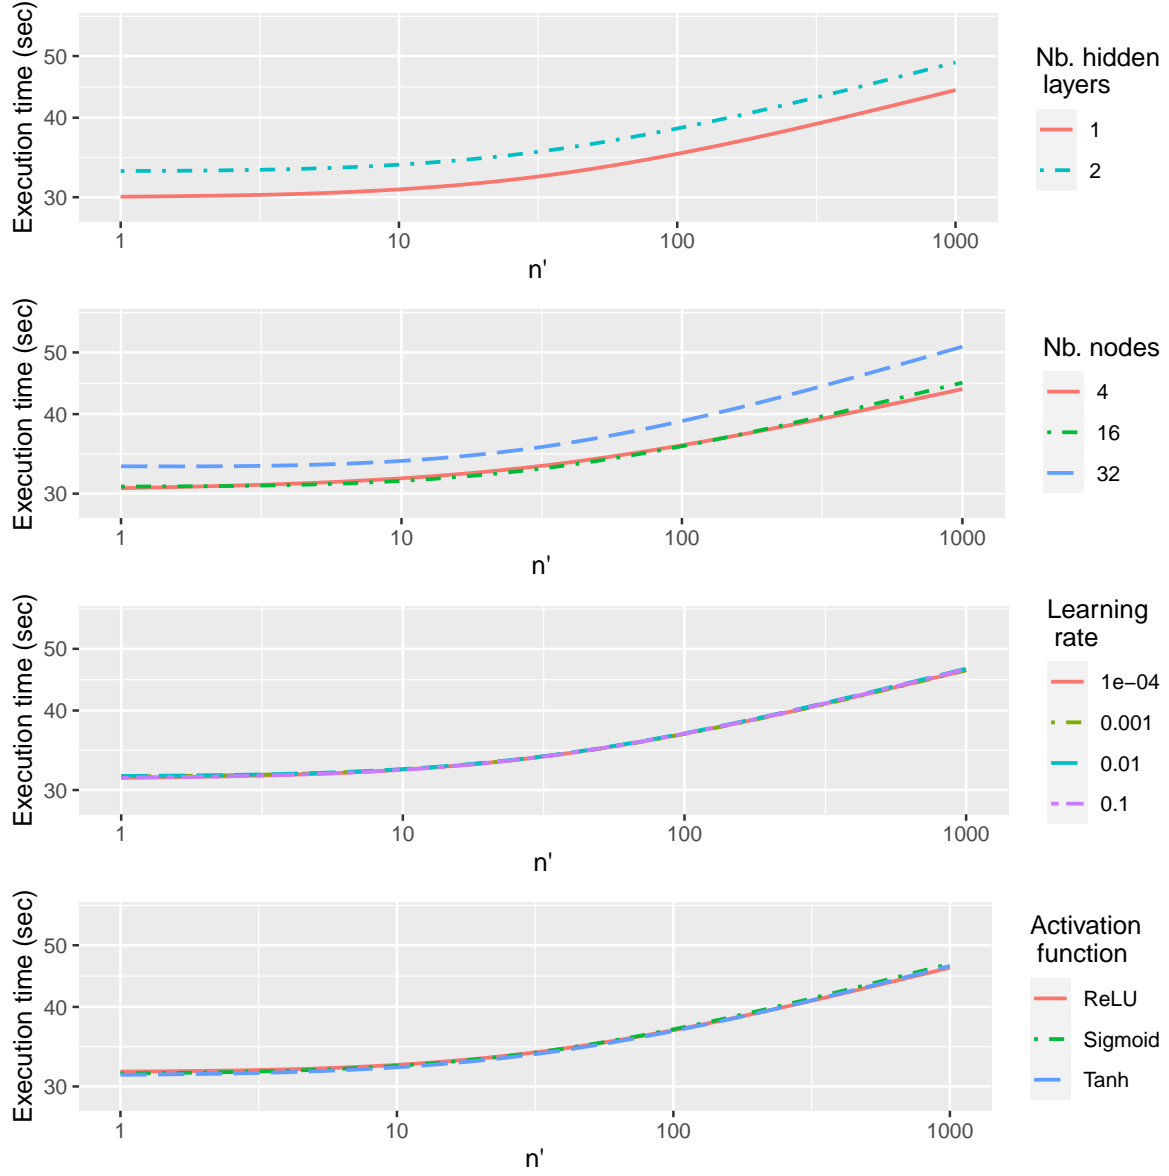 Execution time (sec)
50
40
30
1
10
100
1000
n'
Nb. hidden
layers
1
2
Execution time (sec)
50
40
30
1
10
100
1000
n'
Nb. nodes
4
16
32
Execution time (sec)
50
40
30
1
10
100
1000
n'
Learning
rate
1e−04
0.001
0.01
0.1
Execution time (sec)
50
40
30
1
10
100
1000
n'
Activation
function
ReLU
Sigmoid
Tanh